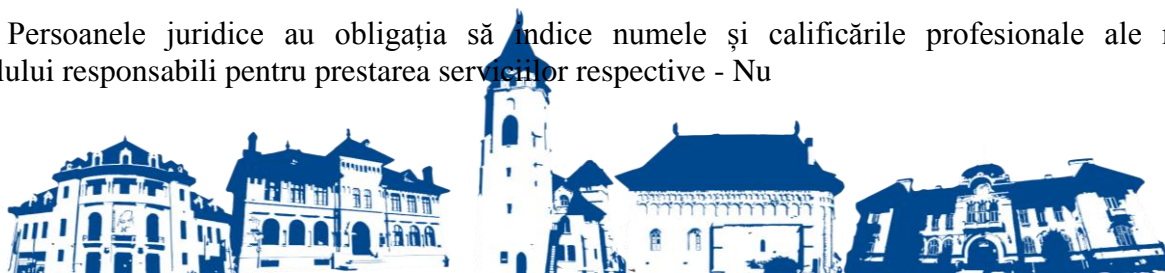 Persoanele juridice au obligația să indice numele și calificările profesionale ale
lului responsabili pentru prestarea serviciilor respective - Nu